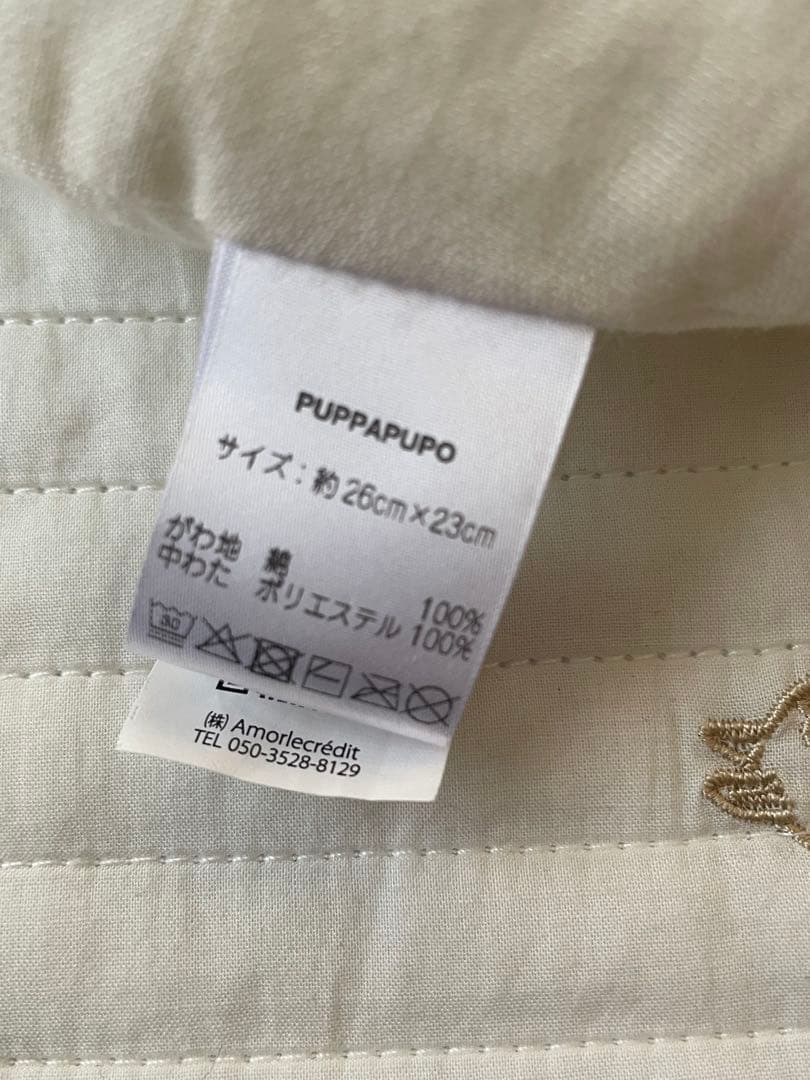 PUPPAPUPO
サイズ：約26cm×23cm
がわ地 綿 100%
中わた ポリエステル 100%
30
(株) Amorlecrédit
TEL 050-3528-8129